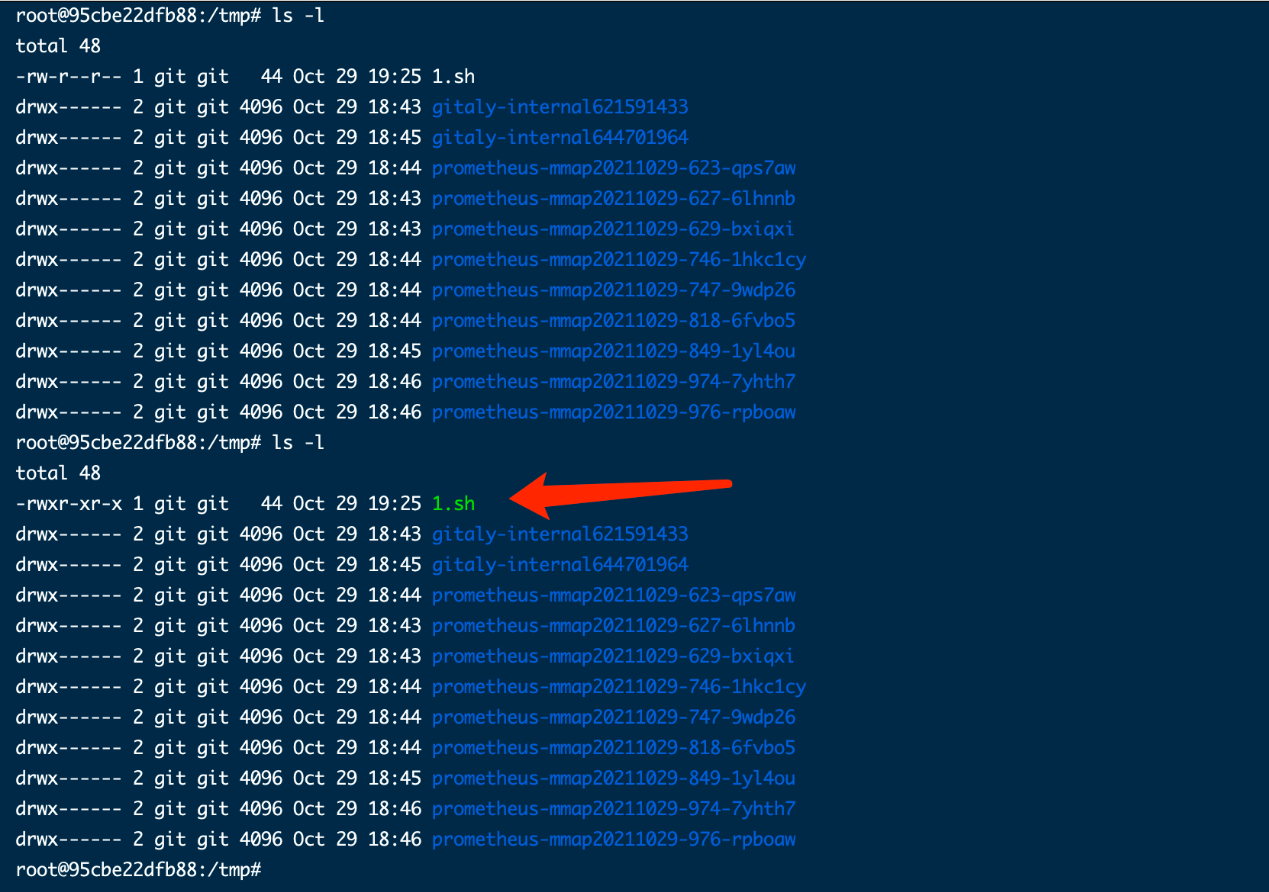 root@95cbe22dfb88:/tmp# ls -l
total 48
-rw-r--r-- 1 git git   44 Oct 29 19:25 1.sh
drwx------ 2 git git 4096 Oct 29 18:43 gitaly-internal621591433
drwx------ 2 git git 4096 Oct 29 18:45 gitaly-internal644701964
drwx------ 2 git git 4096 Oct 29 18:44 prometheus-mmap20211029-623-qps7aw
drwx------ 2 git git 4096 Oct 29 18:43 prometheus-mmap20211029-627-6lhnnb
drwx------ 2 git git 4096 Oct 29 18:43 prometheus-mmap20211029-629-bxiqxi
drwx------ 2 git git 4096 Oct 29 18:44 prometheus-mmap20211029-746-1hkc1cy
drwx------ 2 git git 4096 Oct 29 18:44 prometheus-mmap20211029-747-9wdp26
drwx------ 2 git git 4096 Oct 29 18:44 prometheus-mmap20211029-818-6fvbo5
drwx------ 2 git git 4096 Oct 29 18:45 prometheus-mmap20211029-849-1yl4ou
drwx------ 2 git git 4096 Oct 29 18:46 prometheus-mmap20211029-974-7yhth7
drwx------ 2 git git 4096 Oct 29 18:46 prometheus-mmap20211029-976-rpboaw
root@95cbe22dfb88:/tmp# ls -l
total 48
-rwxr-xr-x 1 git git   44 Oct 29 19:25 1.sh
drwx------ 2 git git 4096 Oct 29 18:43 gitaly-internal621591433
drwx------ 2 git git 4096 Oct 29 18:45 gitaly-internal644701964
drwx------ 2 git git 4096 Oct 29 18:44 prometheus-mmap20211029-623-qps7aw
drwx------ 2 git git 4096 Oct 29 18:43 prometheus-mmap20211029-627-6lhnnb
drwx------ 2 git git 4096 Oct 29 18:43 prometheus-mmap20211029-629-bxiqxi
drwx------ 2 git git 4096 Oct 29 18:44 prometheus-mmap20211029-746-1hkc1cy
drwx------ 2 git git 4096 Oct 29 18:44 prometheus-mmap20211029-747-9wdp26
drwx------ 2 git git 4096 Oct 29 18:44 prometheus-mmap20211029-818-6fvbo5
drwx------ 2 git git 4096 Oct 29 18:45 prometheus-mmap20211029-849-1yl4ou
drwx------ 2 git git 4096 Oct 29 18:46 prometheus-mmap20211029-974-7yhth7
drwx------ 2 git git 4096 Oct 29 18:46 prometheus-mmap20211029-976-rpboaw
root@95cbe22dfb88:/tmp#